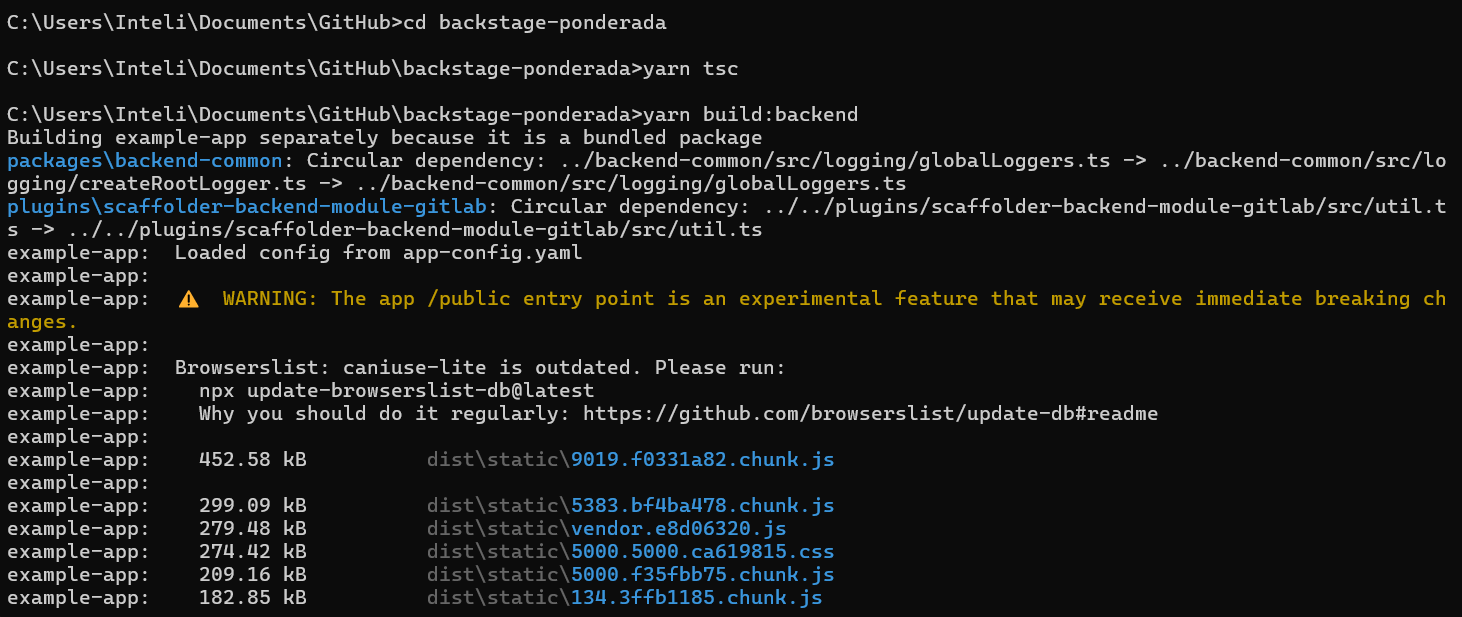 C:\Users\Inteli\Documents\GitHub>cd backstage-ponderada
C:\Users\Inteli\Documents\GitHub\backstage-ponderada>yarn tsc
C:\Users\Inteli\Documents\GitHub\backstage-ponderada>yarn build:backend
Building example-app separately because it is a bundled package
packages\backend-common: Circular dependency: ../backend-common/src/logging/globalLoggers.ts -> ../backend-common/src/lo
gging/createRootLogger.ts -> ../backend-common/src/logging/globalLoggers.ts
plugins\scaffolder-backend-module-gitlab: Circular dependency: ../../plugins/scaffolder-backend-module-gitlab/src/util.t
s -> ../../plugins/scaffolder-backend-module-gitlab/src/util.ts
example-app:  Loaded config from app-config.yaml
example-app:
example-app:  ⚠️  WARNING: The app /public entry point is an experimental feature that may receive immediate breaking ch
anges.
example-app:
example-app:  Browserslist: caniuse-lite is outdated. Please run:
example-app:    npx update-browserslist-db@latest
example-app:    Why you should do it regularly: https://github.com/browserslist/update-db#readme
example-app:
example-app:    452.58 kB          dist\static\9019.f0331a82.chunk.js
example-app:
example-app:    299.09 kB          dist\static\5383.bf4ba478.chunk.js
example-app:    279.48 kB          dist\static\vendor.e8d06320.js
example-app:    274.42 kB          dist\static\5000.5000.ca619815.css
example-app:    209.16 kB          dist\static\5000.f35fbb75.chunk.js
example-app:    182.85 kB          dist\static\134.3ffb1185.chunk.js